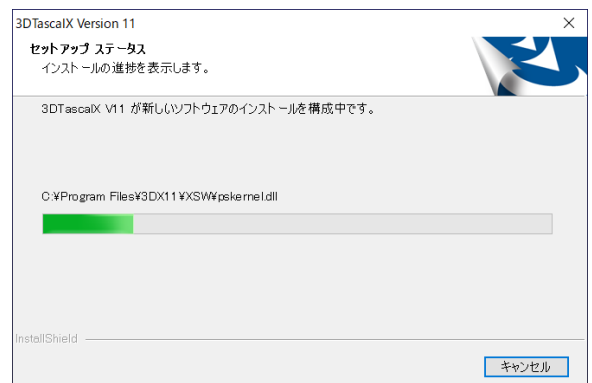 3DTascalX Version 11
セットアップ ステータス
インストールの進捗を表示します。
3DTascalX V11 が新しいソフトウェアのインストールを構成中です。
C:¥Program Files¥3DX11¥XSW¥pskernel.dll
InstallShield
キャンセル